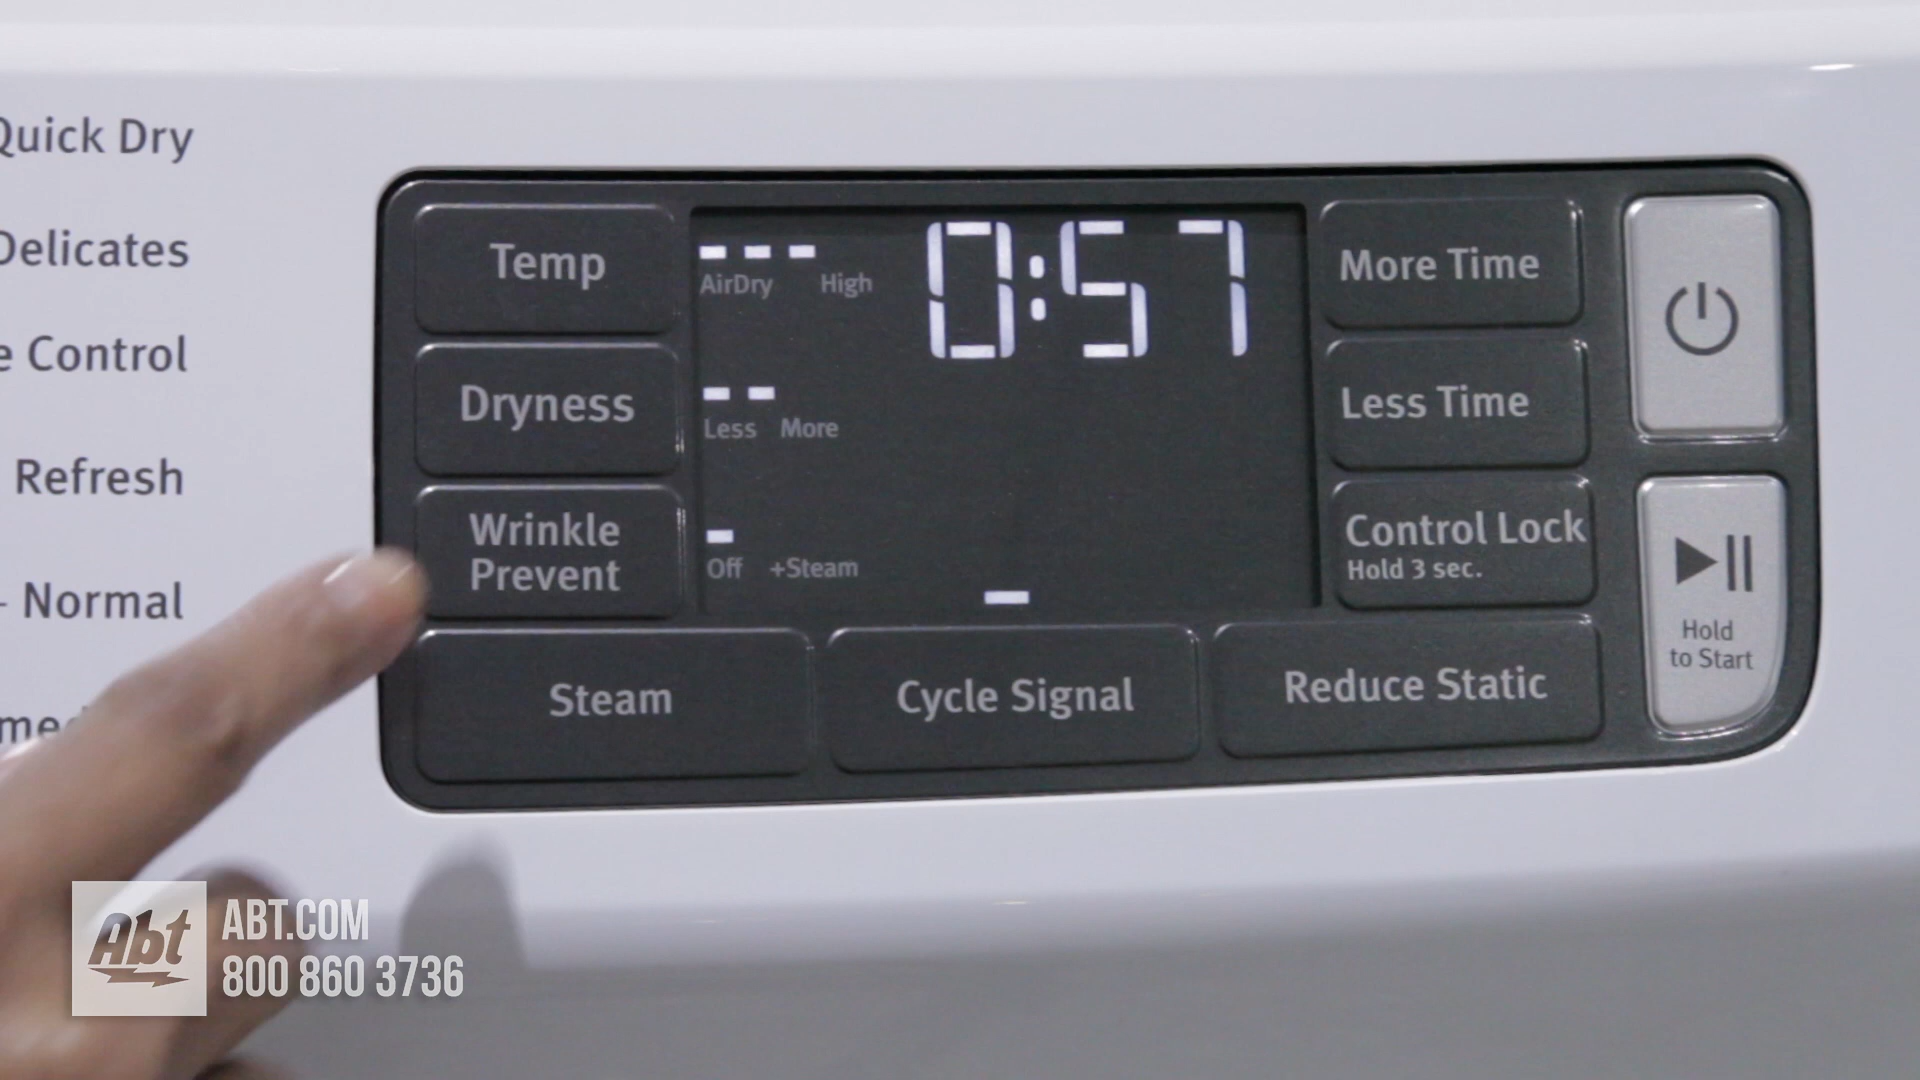 Quick Dry
Delicates
e Control
Refresh
Normal
Temp
AirDry High
0:57
More Time
Dryness
Less More
Less Time
Wrinkle
Prevent
Off +Steam
Control Lock
Hold 3 sec.
Hold
to Start
Steam
Cycle Signal
Reduce Static
Abt
ABT.COM
800 860 3736